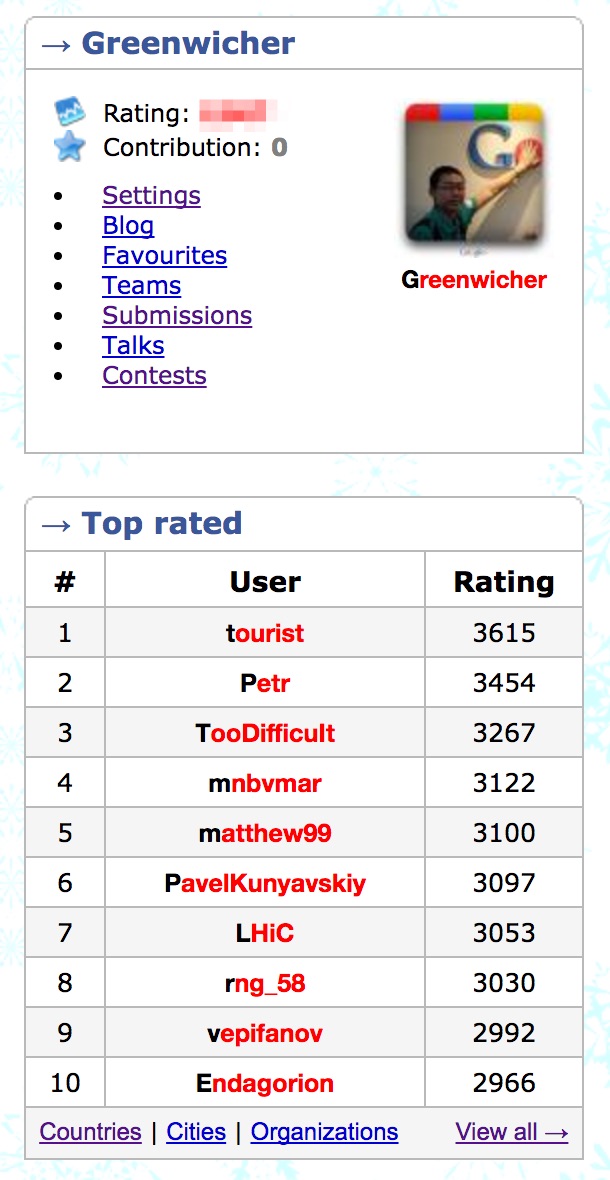 → Greenwicher
Rating:
Contribution: 0
Settings
Blog
Favourites
Teams
Submissions
Talks
Contests
Greenwicher
→ Top rated
# User Rating
1 tourist 3615
2 Petr 3454
3 TooDifficult 3267
4 mnbvmar 3122
5 matthew99 3100
6 PavelKunyavskiy 3097
7 LHiC 3053
8 rng_58 3030
9 vepifanov 2992
10 Endagorion 2966
Countries | Cities | Organizations View all →